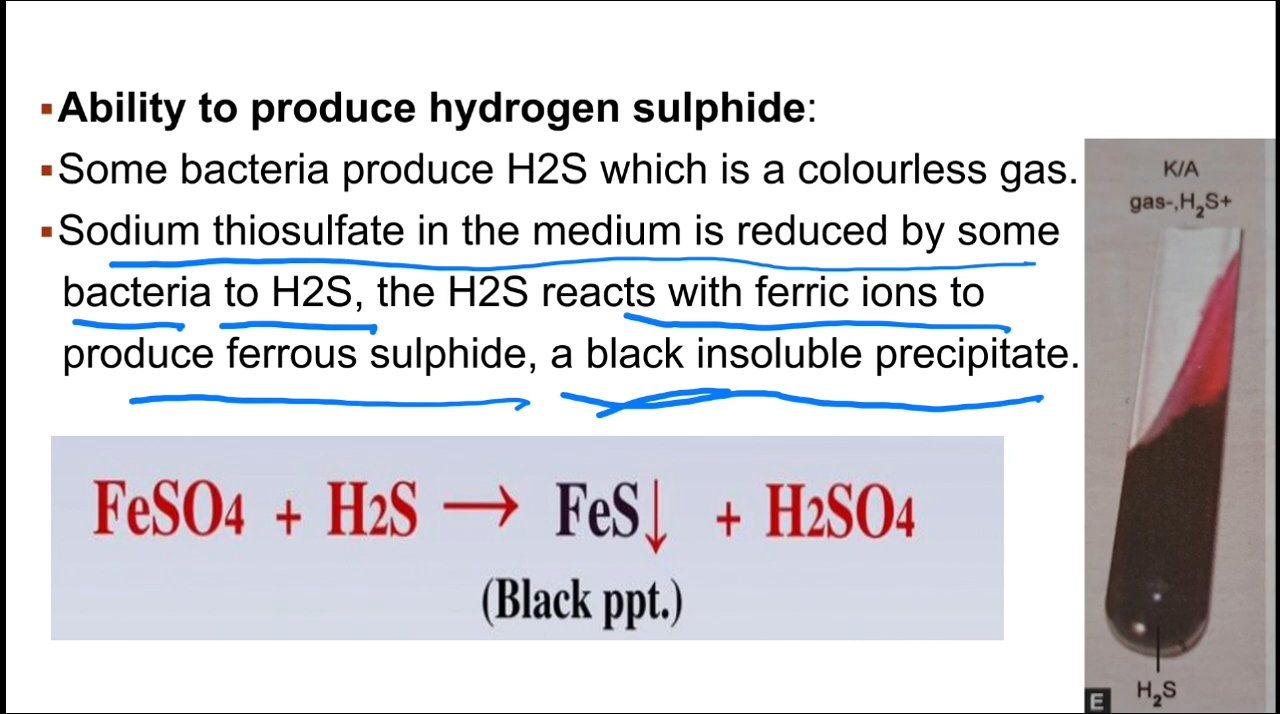 ▪Ability to produce hydrogen sulphide:
▪Some bacteria produce H2S which is a colourless gas.
▪Sodium thiosulfate in the medium is reduced by some
bacteria to H2S, the H2S reacts with ferric ions to
produce ferrous sulphide, a black insoluble precipitate.
FeSO4 + H2S → FeS↓ + H2SO4
(Black ppt.)
K/A
gas-,H₂S+
H₂S
E